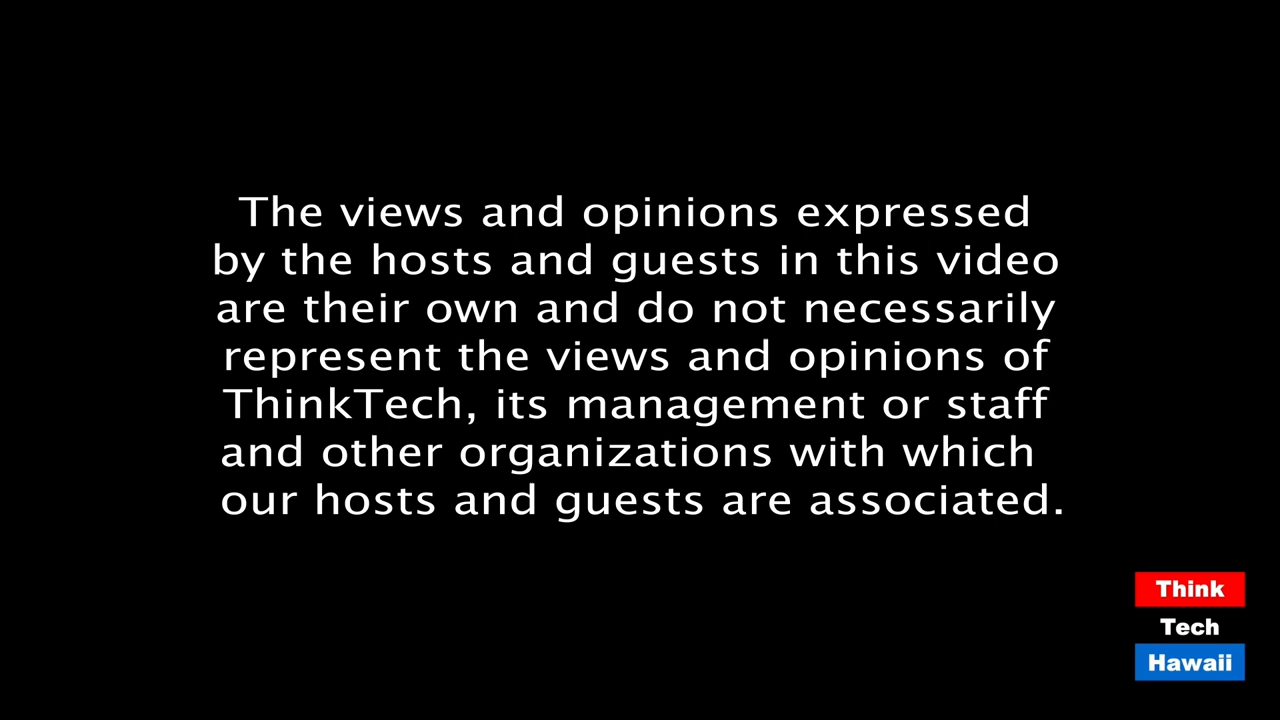 The views and opinions expressed
by the hosts and guests in this video
are their own and do not necessarily
represent the views and opinions of
ThinkTech, its management or staff
and other organizations with which
our hosts and guests are associated.
Think
Tech
Hawaii